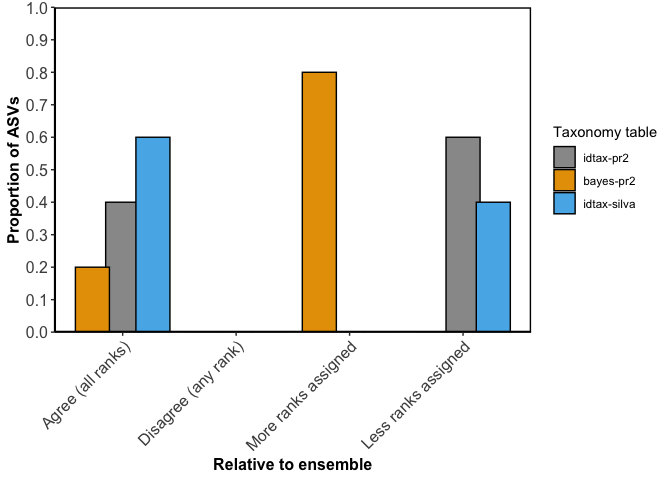 1.0
0.9
0.8
0.7
0.6
0.5
0.4
0.3
0.2
0.1
0.0
Proportion of ASVs
Agree (all ranks)
Disagree (any rank)
More ranks assigned
Less ranks assigned
Relative to ensemble
Taxonomy table
idtax-pr2
bayes-pr2
idtax-silva